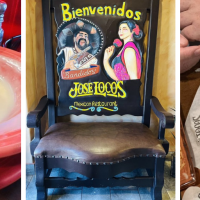 Bienvenidos
JOSE LOCOS
Mexican Restaurant